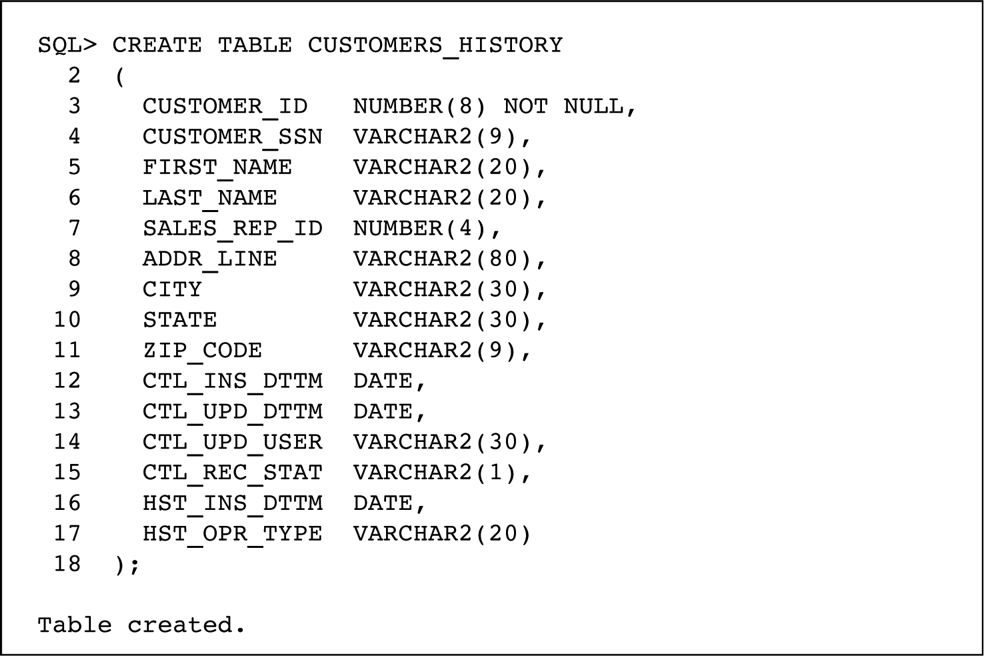 SQL> CREATE TABLE CUSTOMERS_HISTORY
2 (
3 CUSTOMER_ID NUMBER(8) NOT NULL,
4 CUSTOMER_SSN VARCHAR2(9),
5 FIRST_NAME VARCHAR2(20),
6 LAST_NAME VARCHAR2(20),
7 SALES_REP_ID NUMBER(4),
8 ADDR_LINE VARCHAR2(80),
9 CITY VARCHAR2(30),
10 STATE VARCHAR2(30),
11 ZIP_CODE VARCHAR2(9),
12 CTL_INS_DTTM DATE,
13 CTL_UPD_DTTM DATE,
14 CTL_UPD_USER VARCHAR2(30),
15 CTL_REC_STAT VARCHAR2(1),
16 HST_INS_DTTM DATE,
17 HST_OPR_TYPE VARCHAR2(20)
18 );
Table created.